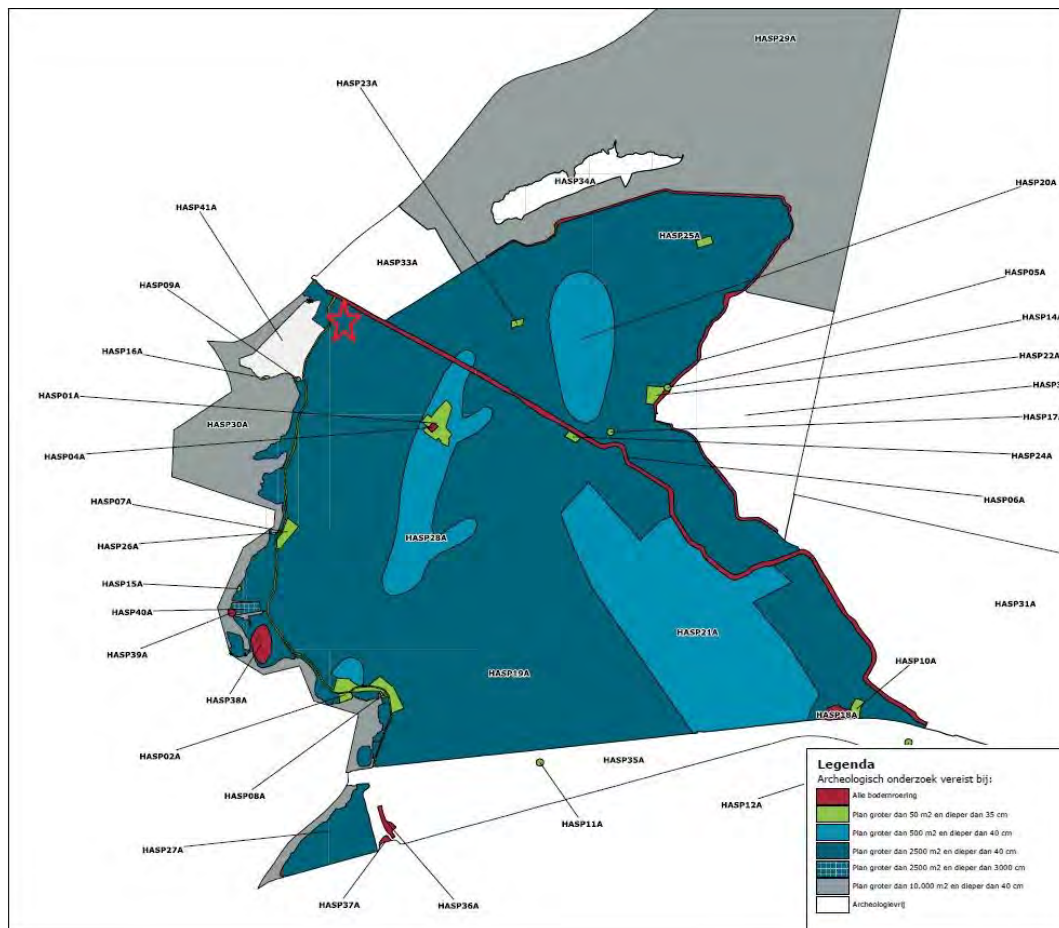 HASP29A
HASP23A
HASP34A
HASP20A
HASP41A
HASP25A
HASP33A
HASP05A
HASP09A
HASP14A
HASP16A
HASP22A
HASP01A
HASP3
HASP30A
HASP17A
HASP04A
HASP24A
HASP07A
HASP06A
HASP28A
HASP26A
HASP15A
HASP31A
HASP40A
HASP21A
HASP39A
HASP10A
HASP19A
HASP38A
HASP18A
HASP02A
HASP35A
HASP08A
HASP12A
HASP11A
HASP27A
HASP37A
HASP36A
Legenda
Archeologisch onderzoek vereist bij:
Alle bodemroering
Plan groter dan 50 m2 en dieper dan 35 cm
Plan groter dan 500 m2 en dieper dan 40 cm
Plan groter dan 2500 m2 en dieper dan 40 cm
Plan groter dan 2500 m2 en dieper dan 3000 cm
Plan groter dan 10.000 m2 en dieper dan 40 cm
Archeologievrij